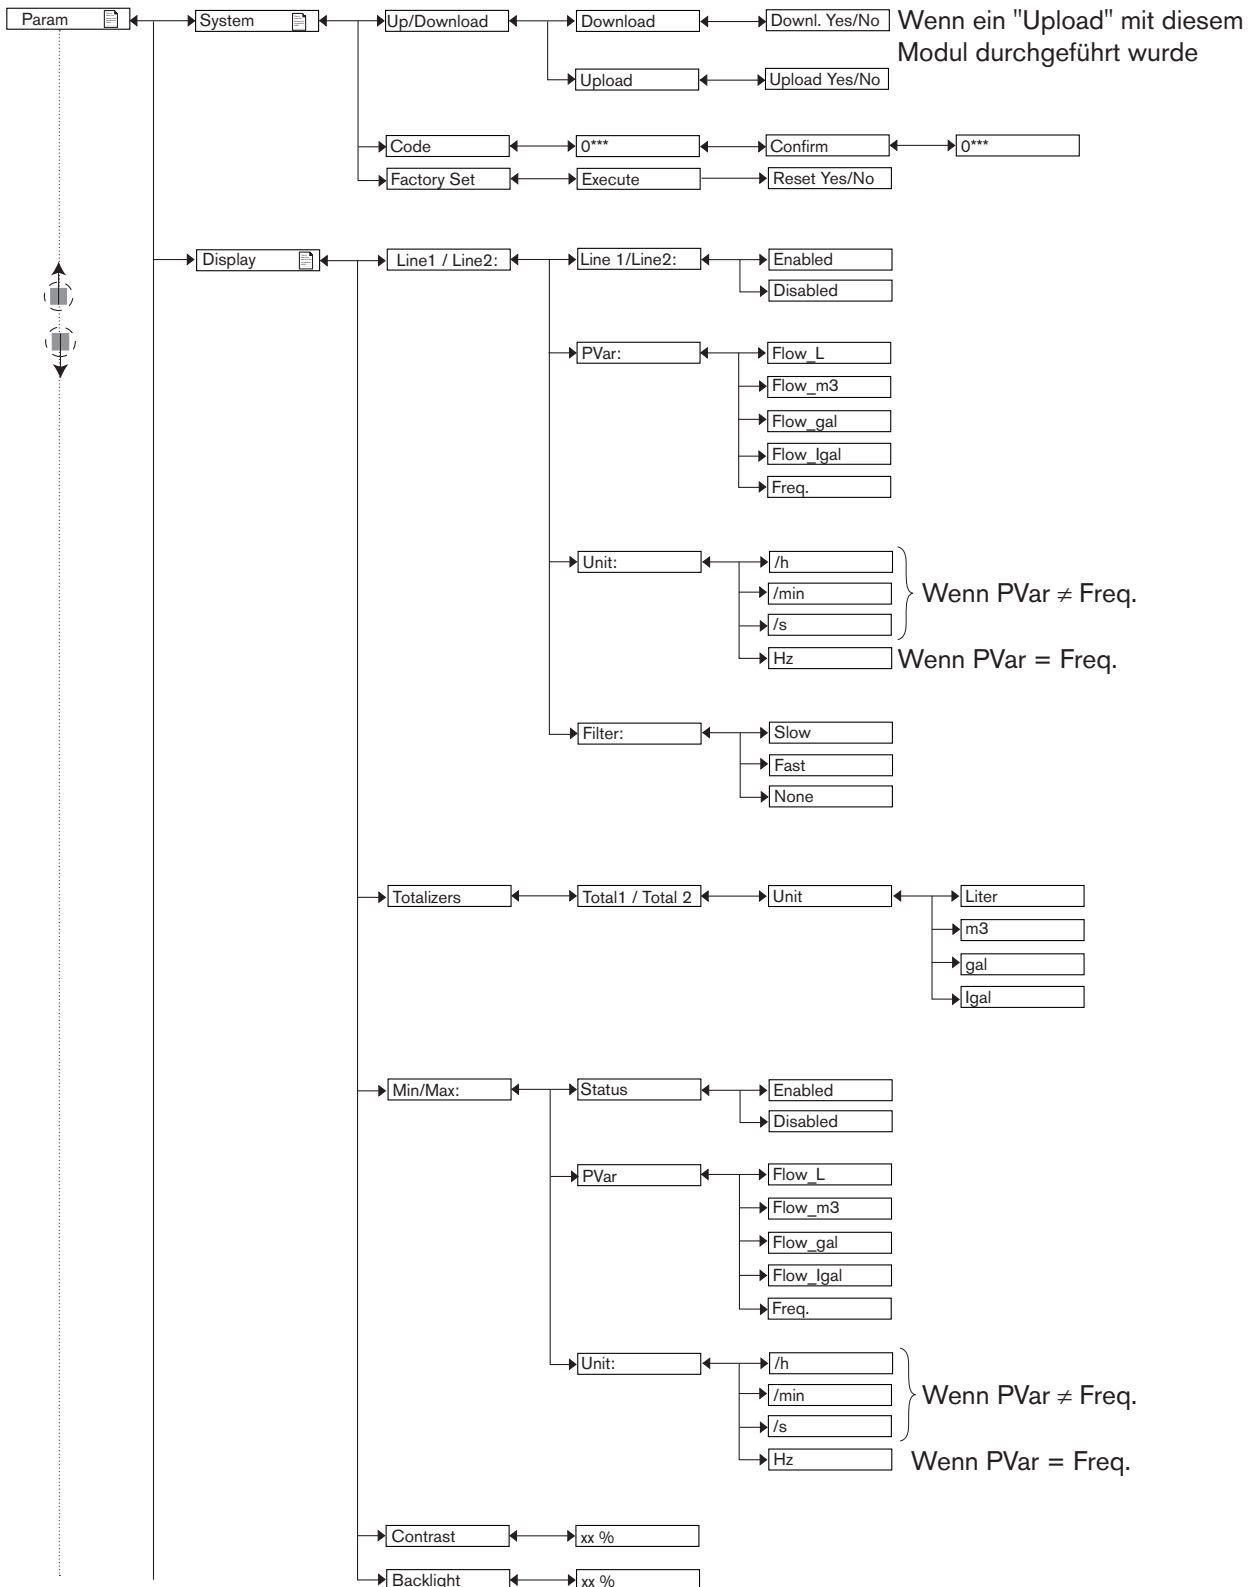 Param
System
Up/Download
Download
Downl. Yes/No
Wenn ein "Upload" mit diesem
Modul durchgeführt wurde
Upload
Upload Yes/No
Code
0***
Confirm
0***
Factory Set
Execute
Reset Yes/No
Display
Line1 / Line2:
Line 1/Line2:
Enabled
Disabled
PVar:
Flow_L
Flow_m3
Flow_gal
Flow_Igal
Freq.
Unit:
/h
/min
/s
Wenn PVar ≠ Freq.
Hz
Wenn PVar = Freq.
Filter:
Slow
Fast
None
Totalizers
Total1 / Total 2
Unit
Liter
m3
gal
Igal
Min/Max:
Status
Enabled
Disabled
PVar
Flow_L
Flow_m3
Flow_gal
Flow_Igal
Freq.
Unit:
/h
/min
/s
Wenn PVar ≠ Freq.
Hz
Wenn PVar = Freq.
Contrast
xx %
Backlight
xx %